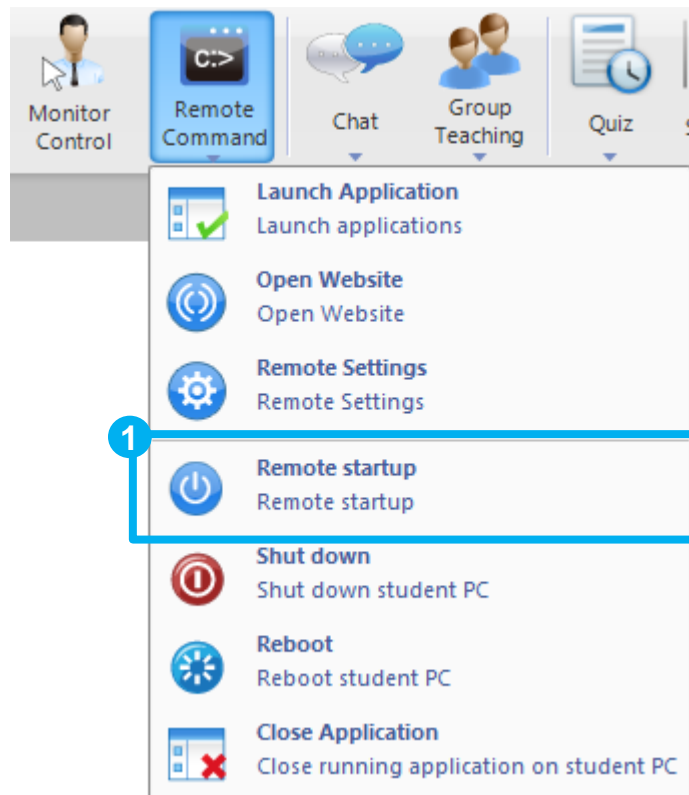 Monitor
Control
C:>
Remote
Command
Chat
Group
Teaching
Quiz
Launch Application
Launch applications
Open Website
Open Website
Remote Settings
Remote Settings
1
Remote startup
Remote startup
Shut down
Shut down student PC
Reboot
Reboot student PC
Close Application
Close running application on student PC